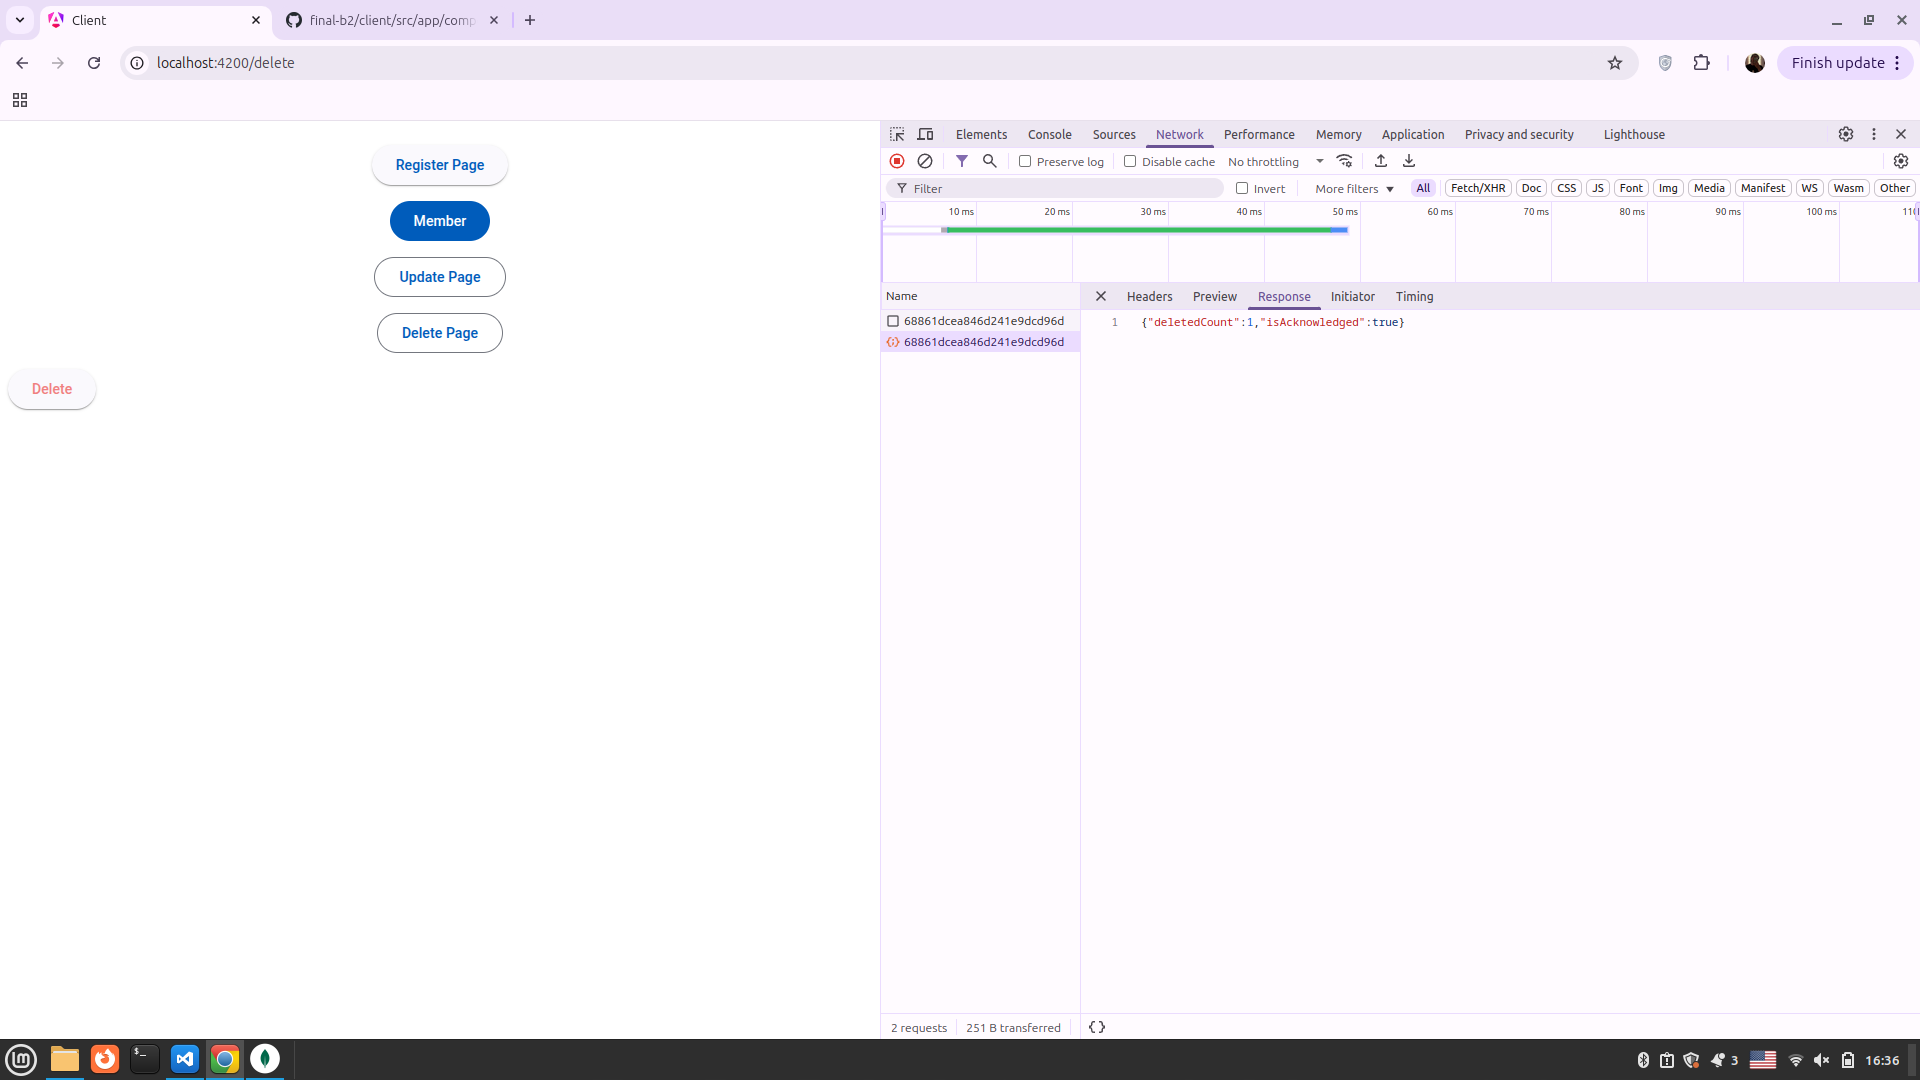 Client
final-b2/client/src/app/comp
localhost:4200/delete
Finish update
Register Page
Member
Update Page
Delete Page
Delete
Elements Console Sources Network Performance Memory Application Privacy and security Lighthouse
Preserve log Disable cache No throttling
Filter Invert More filters All Fetch/XHR Doc CSS JS Font Img Media Manifest WS Wasm Other
10 ms 20 ms 30 ms 40 ms 50 ms 60 ms 70 ms 80 ms 90 ms 100 ms 110
Name
Headers Preview Response Initiator Timing
68861dcea846d241e9dcd96d
68861dcea846d241e9dcd96d
1 {"deletedCount":1,"isAcknowledged":true}
2 requests 251 B transferred
{}
3 16:36